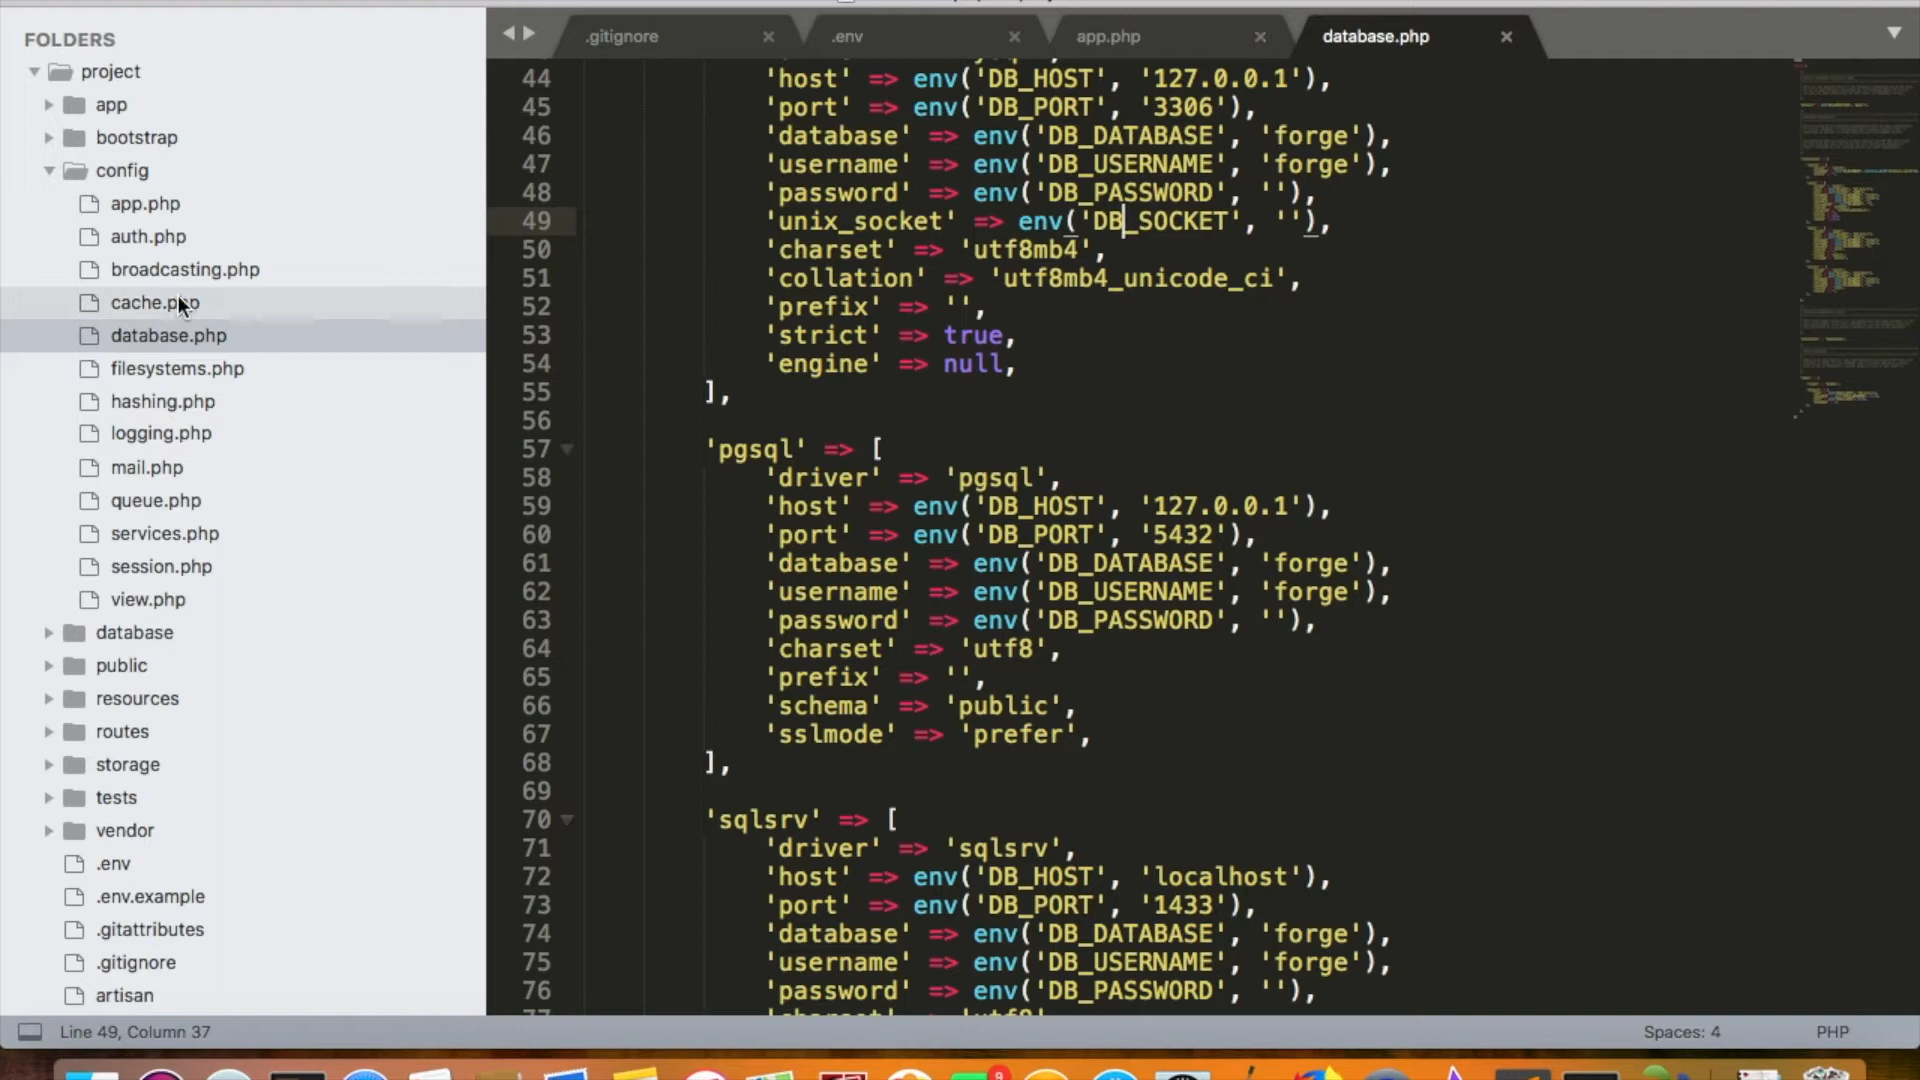 FOLDERS
project
app
bootstrap
config
app.php
auth.php
broadcasting.php
cache.php
database.php
filesystems.php
hashing.php
logging.php
mail.php
queue.php
services.php
session.php
view.php
database
public
resources
routes
storage
tests
vendor
.env
.env.example
.gitattributes
.gitignore
artisan
.gitignore .env app.php database.php
44 'host' => env('DB_HOST', '127.0.0.1'),
45 'port' => env('DB_PORT', '3306'),
46 'database' => env('DB_DATABASE', 'forge'),
47 'username' => env('DB_USERNAME', 'forge'),
48 'password' => env('DB_PASSWORD', ''),
49 'unix_socket' => env('DB_SOCKET', ''),
50 'charset' => 'utf8mb4',
51 'collation' => 'utf8mb4_unicode_ci',
52 'prefix' => '',
53 'strict' => true,
54 'engine' => null,
55 ],
56
57 'pgsql' => [
58 'driver' => 'pgsql',
59 'host' => env('DB_HOST', '127.0.0.1'),
60 'port' => env('DB_PORT', '5432'),
61 'database' => env('DB_DATABASE', 'forge'),
62 'username' => env('DB_USERNAME', 'forge'),
63 'password' => env('DB_PASSWORD', ''),
64 'charset' => 'utf8',
65 'prefix' => '',
66 'schema' => 'public',
67 'sslmode' => 'prefer',
68 ],
69
70 'sqlsrv' => [
71 'driver' => 'sqlsrv',
72 'host' => env('DB_HOST', 'localhost'),
73 'port' => env('DB_PORT', '1433'),
74 'database' => env('DB_DATABASE', 'forge'),
75 'username' => env('DB_USERNAME', 'forge'),
76 'password' => env('DB_PASSWORD', ''),
Line 49, Column 37 Spaces: 4 PHP
9